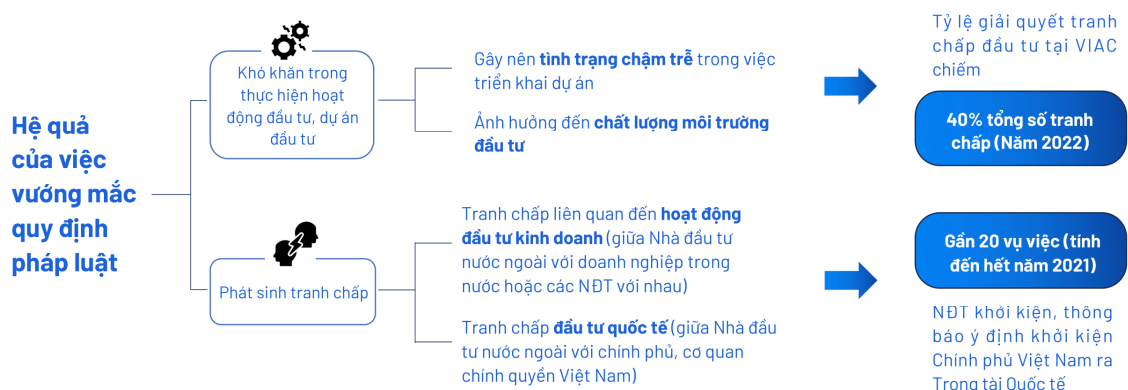 Hệ quả
của việc
vướng mắc
quy định
pháp luật
Khó khăn trong
thực hiện hoạt
động đầu tư, dự án
đầu tư
Gây nên tình trạng chậm trễ trong việc
triển khai dự án
Ảnh hưởng đến chất lượng môi trường
đầu tư
Tỷ lệ giải quyết tranh
chấp đầu tư tại VIAC
chiếm
40% tổng số tranh
chấp (Năm 2022)
Phát sinh tranh chấp
Tranh chấp liên quan đến hoạt động
đầu tư kinh doanh (giữa Nhà đầu tư
nước ngoài với doanh nghiệp trong
nước hoặc các NĐT với nhau)
Tranh chấp đầu tư quốc tế (giữa Nhà đầu
tư nước ngoài với chính phủ, cơ quan
chính quyền Việt Nam)
Gần 20 vụ việc (tính
đến hết năm 2021)
NĐT khởi kiện, thông
báo ý định khởi kiện
Chính phủ Việt Nam ra
Trọng tài Quốc tế